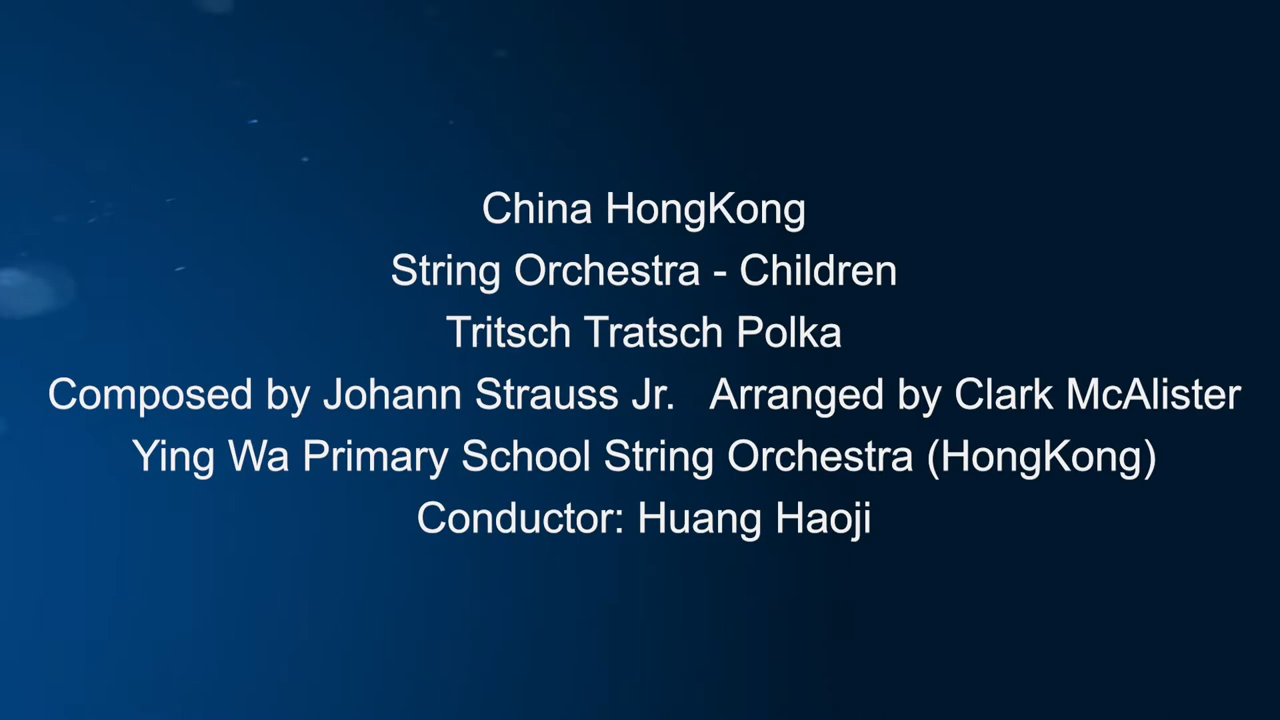 China HongKong
String Orchestra - Children
Tritsch Tratsch Polka
Composed by Johann Strauss Jr.   Arranged by Clark McAlister
Ying Wa Primary School String Orchestra (HongKong)
Conductor: Huang Haoji